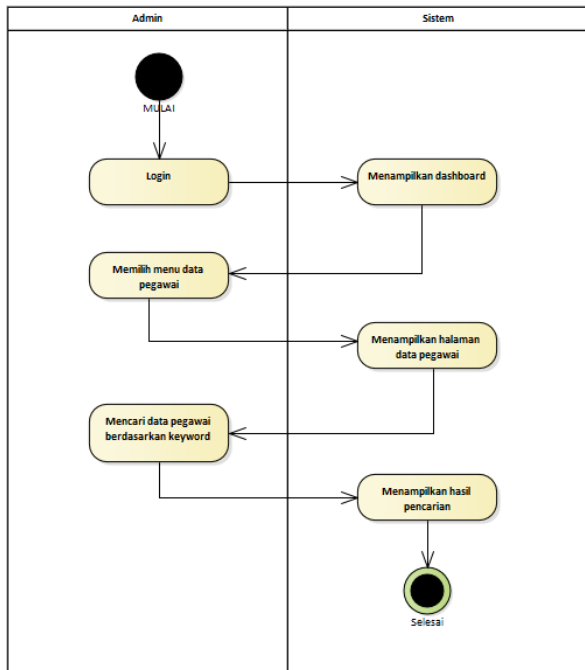 Admin
Sistem
MULAI
Login
Menampilkan dashboard
Memilih menu data
pegawai
Menampilkan halaman
data pegawai
Mencari data pegawai
berdasarkan keyword
Menampilkan hasil
pencarian
Selesai